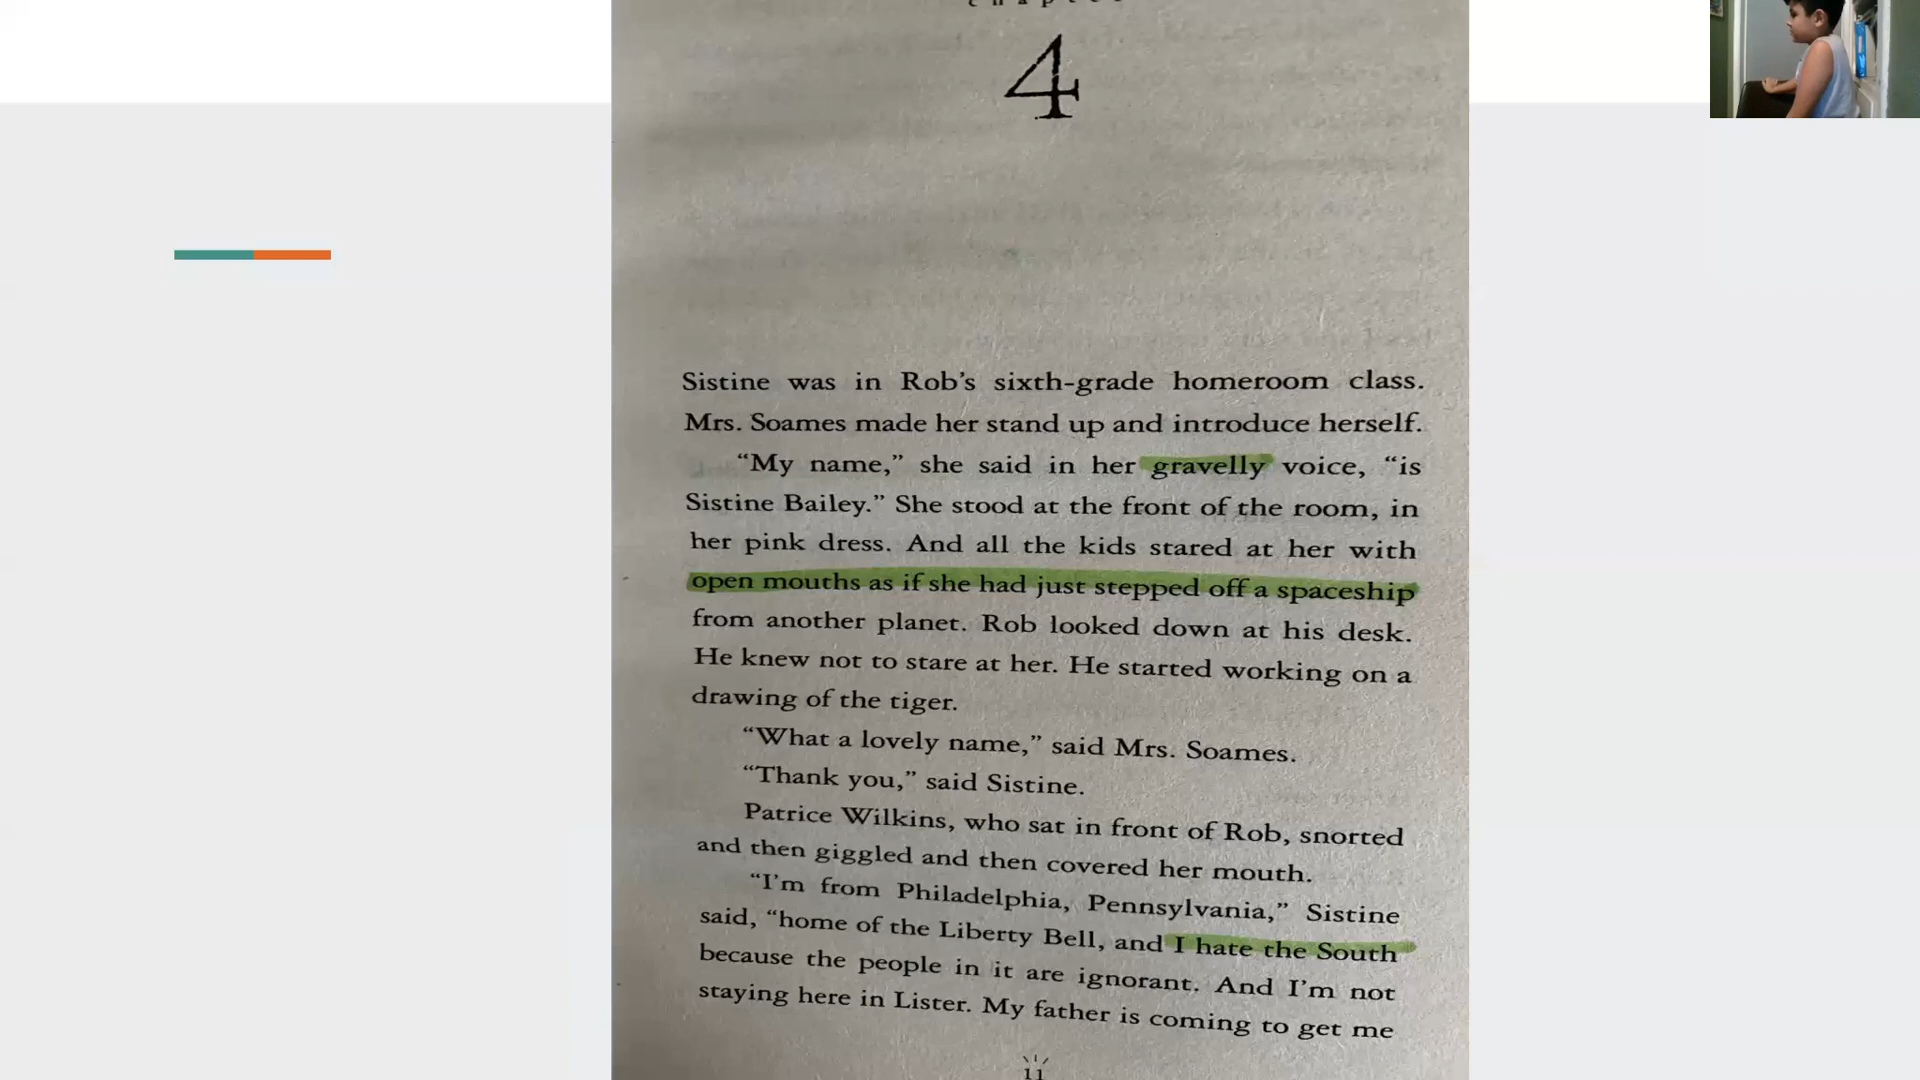 4
Sistine was in Rob's sixth-grade homeroom class.
Mrs. Soames made her stand up and introduce herself.
“My name,” she said in her gravelly voice, “is
Sistine Bailey.” She stood at the front of the room, in
her pink dress. And all the kids stared at her with
open mouths as if she had just stepped off a spaceship
from another planet. Rob looked down at his desk.
He knew not to stare at her. He started working on a
drawing of the tiger.
“What a lovely name,” said Mrs. Soames.
“Thank you,” said Sistine.
Patrice Wilkins, who sat in front of Rob, snorted
and then giggled and then covered her mouth.
“I'm from Philadelphia, Pennsylvania,” Sistine
said, “home of the Liberty Bell, and I hate the South
because the people in it are ignorant. And I'm not
staying here in Lister. My father is coming to get me
11